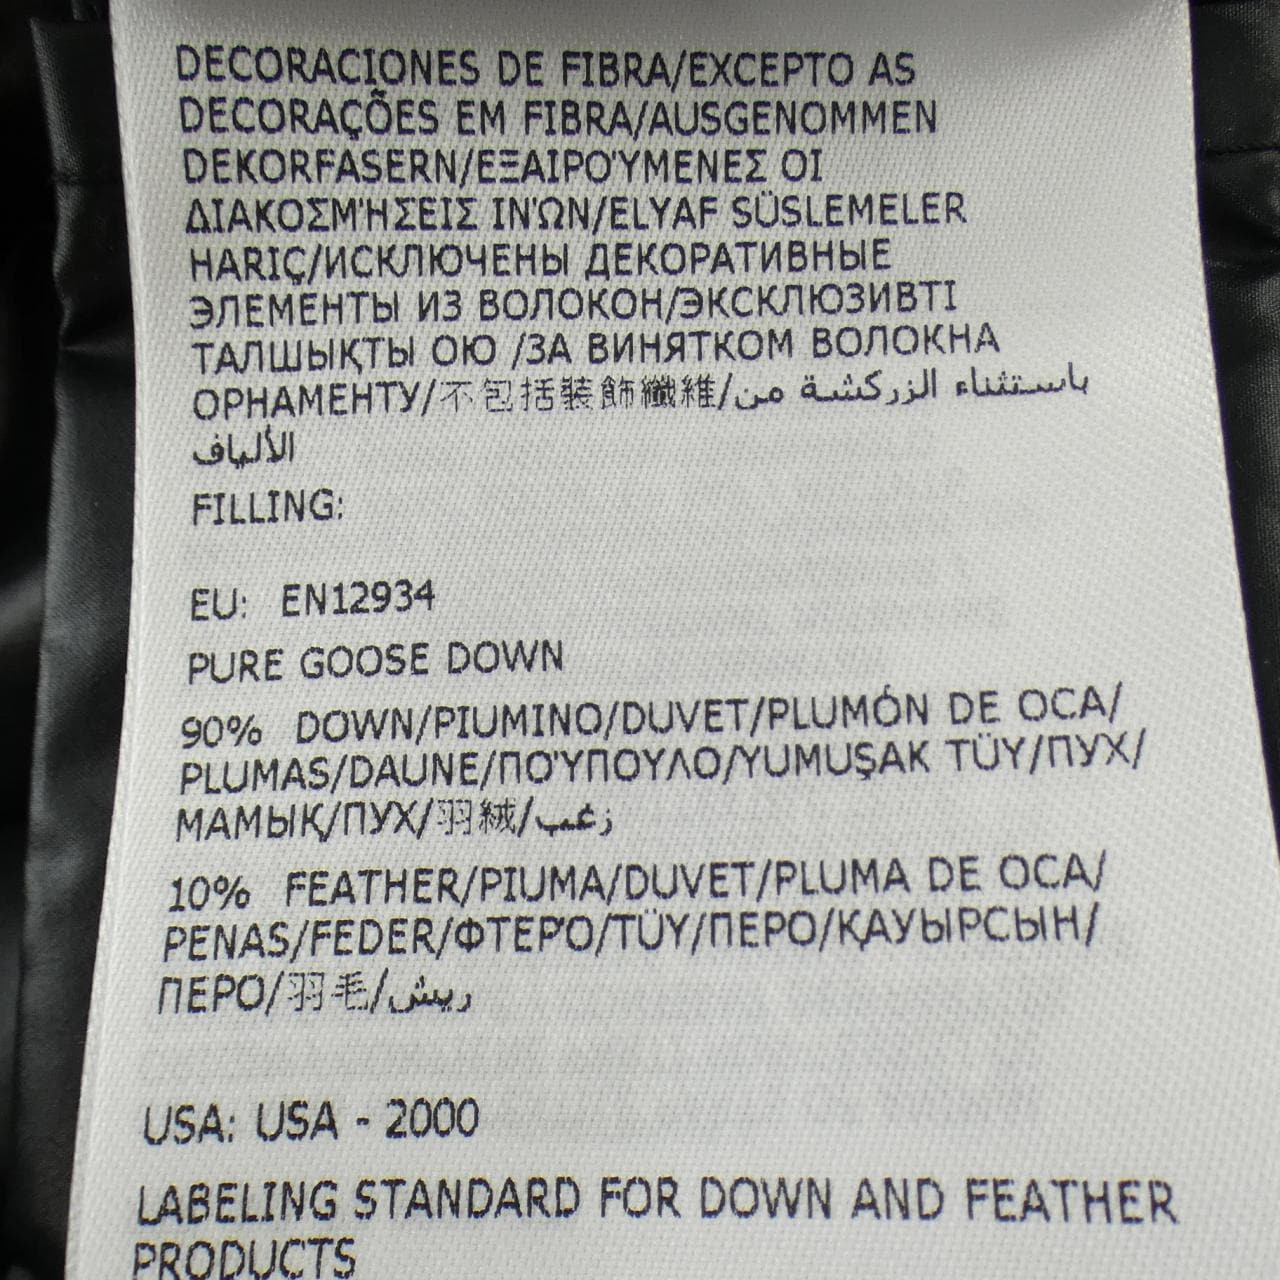 DECORACIONES DE FIBRA/EXCEPTO AS
DECORAÇÕES EM FIBRA/AUSGENOMMEN
DEKORFASERN/ΕΞΑΙΡΟΎΜΕΝΕΣ ΟΙ
ΔΙΑΚΟΣΜΉΣΕΙΣ ΙΝΏΝ/ELYAF SÜSLEMELER
HARIÇ/ИСКЛЮЧЕНЫ ДЕКОРАТИВНЫЕ
ЭЛЕМЕНТЫ ИЗ ВОЛОКОН/ЭКСКЛЮЗИВТІ
ТАЛШЫҚТЫ ОЮ /ЗА ВИНЯТКОМ ВОЛОКНА
ОРНАМЕНТУ/不包括裝飾纖維/باستثناء الزركشة من
الألياف
FILLING:
EU: EN12934
PURE GOOSE DOWN
90% DOWN/PIUMINO/DUVET/PLUMÓN DE OCA/
PLUMAS/DAUNE/ΠΟΎΠΟΥΛΟ/YUMUŞAK TÜY/ПУХ/
МАМЫҚ/ПУХ/羽絨/زغب
10% FEATHER/PIUMA/DUVET/PLUMA DE OCA/
PENAS/FEDER/ΦΤΕΡΌ/TÜY/ПЕРО/ҚАУЫРСЫН/
ПЕРО/羽毛/ريش
USA: USA - 2000
LABELING STANDARD FOR DOWN AND FEATHER
PRODUCTS